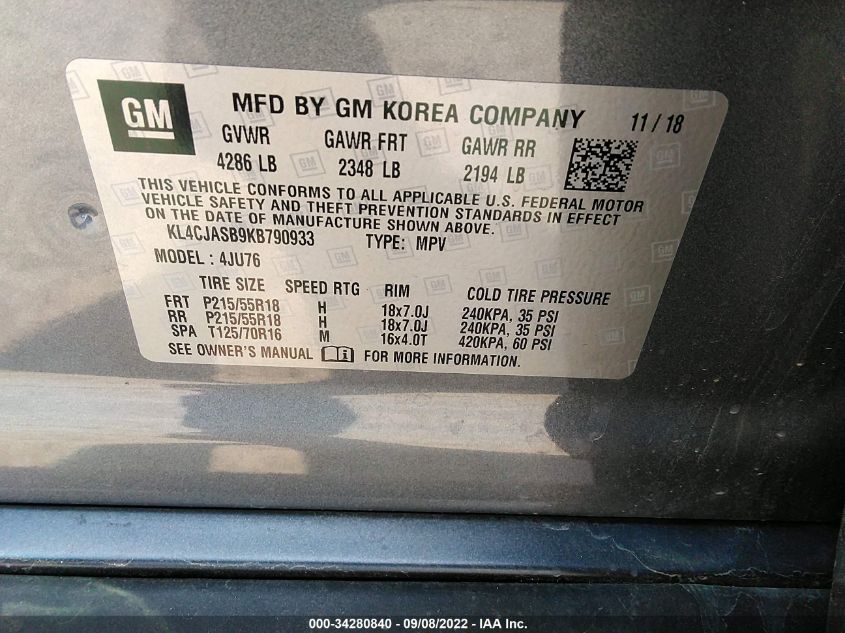 GM
MFD BY GM KOREA COMPANY 11 / 18
GVWR GAWR FRT GAWR RR
4286 LB 2348 LB 2194 LB
THIS VEHICLE CONFORMS TO ALL APPLICABLE U.S. FEDERAL MOTOR
VEHICLE SAFETY AND THEFT PREVENTION STANDARDS IN EFFECT
ON THE DATE OF MANUFACTURE SHOWN ABOVE.
KL4CJASB9KB790933 TYPE: MPV
MODEL : 4JU76
TIRE SIZE SPEED RTG RIM COLD TIRE PRESSURE
FRT P215/55R18 H 18x7.0J 240KPA, 35 PSI
RR P215/55R18 H 18x7.0J 240KPA, 35 PSI
SPA T125/70R16 M 16x4.0T 420KPA, 60 PSI
SEE OWNER'S MANUAL FOR MORE INFORMATION.
000-34280840 - 09/08/2022 - IAA Inc.